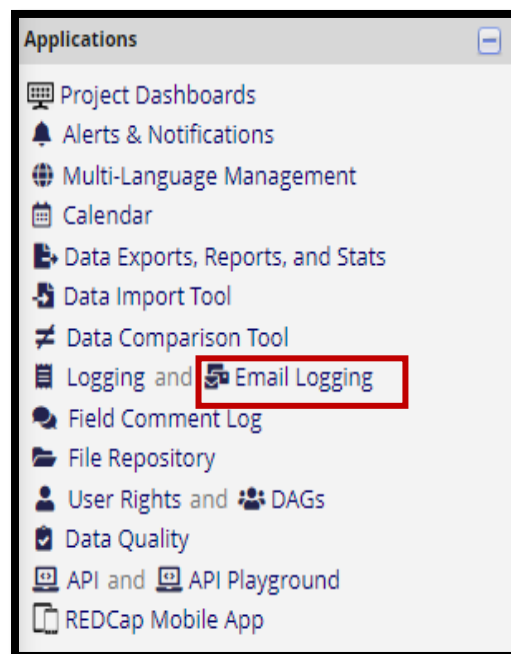 Applications
Project Dashboards
Alerts & Notifications
Multi-Language Management
Calendar
Data Exports, Reports, and Stats
Data Import Tool
Data Comparison Tool
Logging and Email Logging
Field Comment Log
File Repository
User Rights and DAGs
Data Quality
API and API Playground
REDCap Mobile App